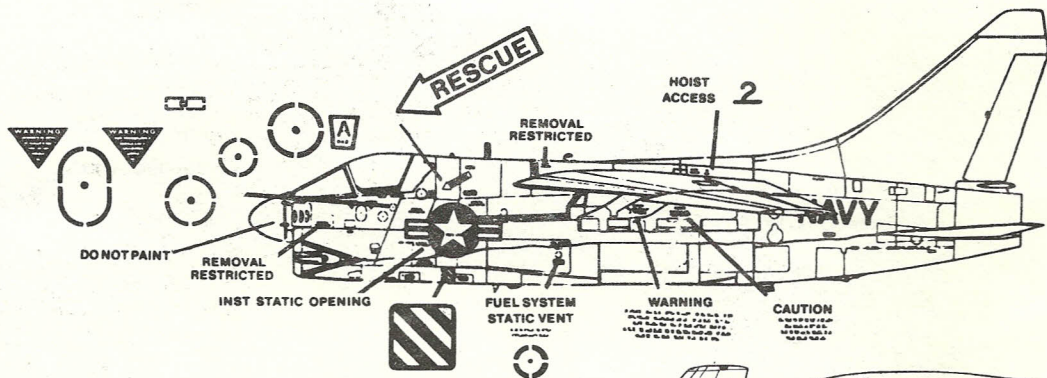 RESCUE
HOIST
ACCESS 2
REMOVAL
RESTRICTED
WARNING
WARNING
A
NAVY
DO NOT PAINT
REMOVAL
RESTRICTED
INST STATIC OPENING
FUEL SYSTEM
STATIC VENT
WARNING
CAUTION